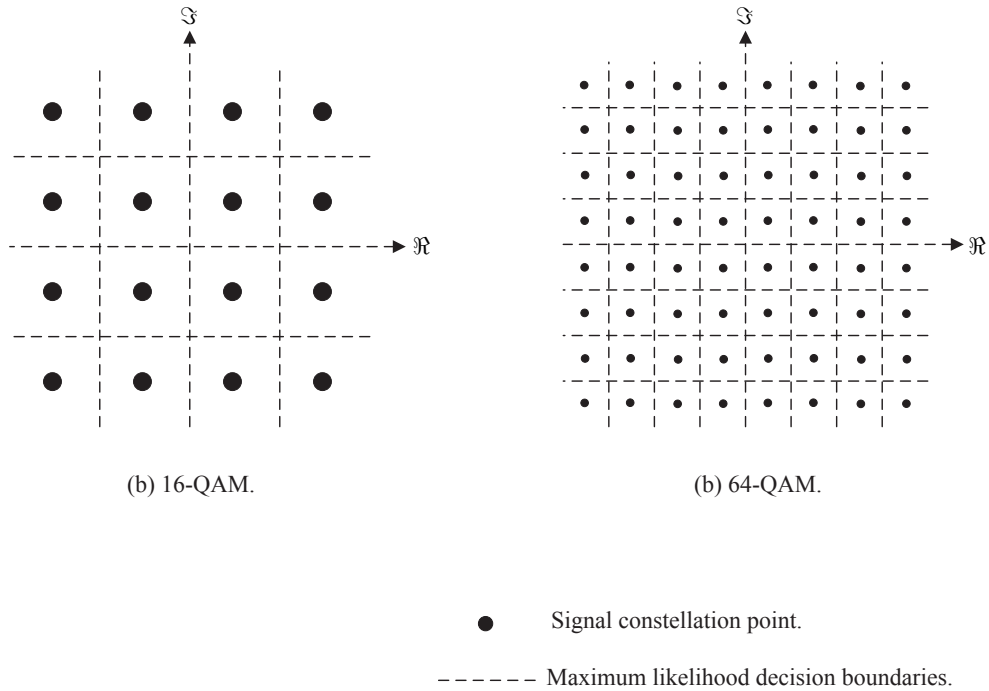 ℑ
ℑ
ℜ
ℜ
(b) 16-QAM.
(b) 64-QAM.
Signal constellation point.
Maximum likelihood decision boundaries.